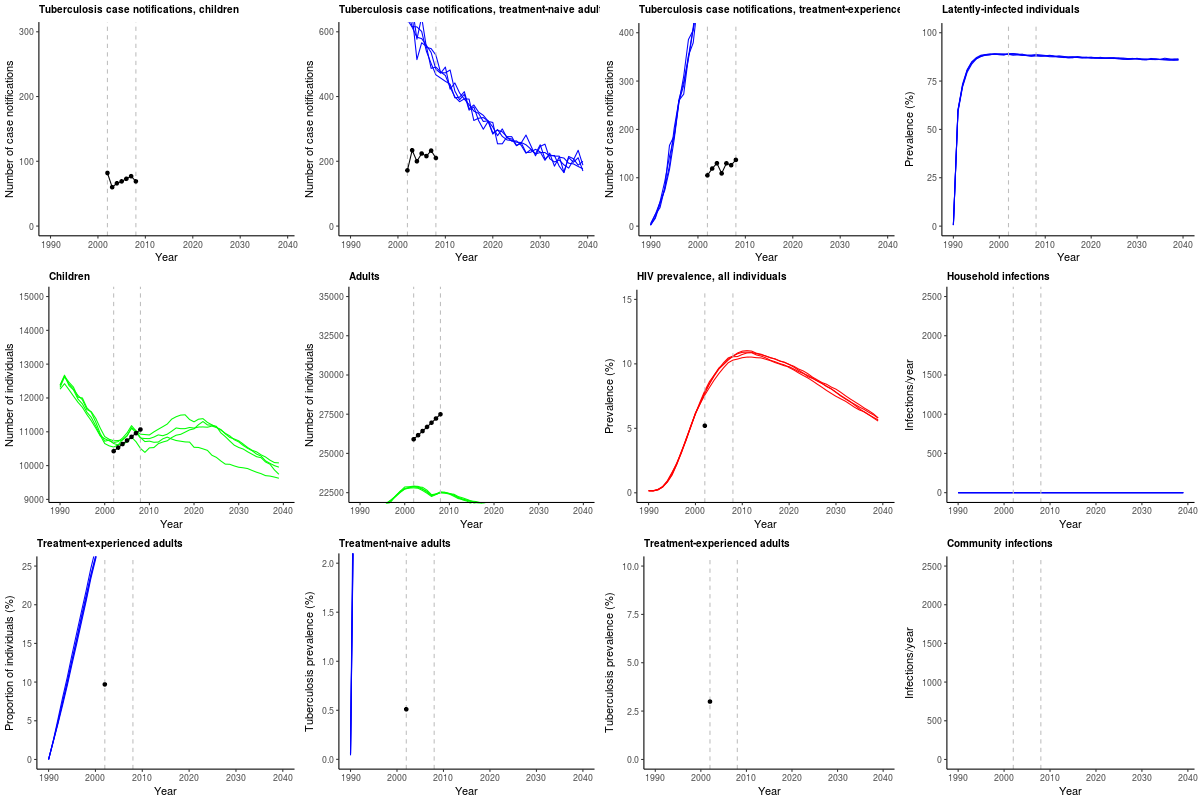 Tuberculosis case notifications, children
Number of case notifications
300
200
100
0
1990 2000 2010 2020 2030 2040
Year
Tuberculosis case notifications, treatment-naive adul
Number of case notifications
600
400
200
0
1990 2000 2010 2020 2030 2040
Year
Tuberculosis case notifications, treatment-experience
Number of case notifications
400
300
200
100
0
1990 2000 2010 2020 2030 2040
Year
Latently-infected individuals
Prevalence (%)
100
75
50
25
0
1990 2000 2010 2020 2030 2040
Year
Children
Number of individuals
15000
14000
13000
12000
11000
10000
9000
1990 2000 2010 2020 2030 2040
Year
Adults
Number of individuals
35000
32500
30000
27500
25000
22500
1990 2000 2010 2020 2030 2040
Year
HIV prevalence, all individuals
Prevalence (%)
15
10
5
0
1990 2000 2010 2020 2030 2040
Year
Household infections
Infections/year
2500
2000
1500
1000
500
0
1990 2000 2010 2020 2030 2040
Year
Treatment-experienced adults
Proportion of individuals (%)
25
20
15
10
5
0
1990 2000 2010 2020 2030 2040
Year
Treatment-naive adults
Tuberculosis prevalence (%)
2.0
1.5
1.0
0.5
0.0
1990 2000 2010 2020 2030 2040
Year
Treatment-experienced adults
Tuberculosis prevalence (%)
10.0
7.5
5.0
2.5
0.0
1990 2000 2010 2020 2030 2040
Year
Community infections
Infections/year
2500
2000
1500
1000
500
0
1990 2000 2010 2020 2030 2040
Year